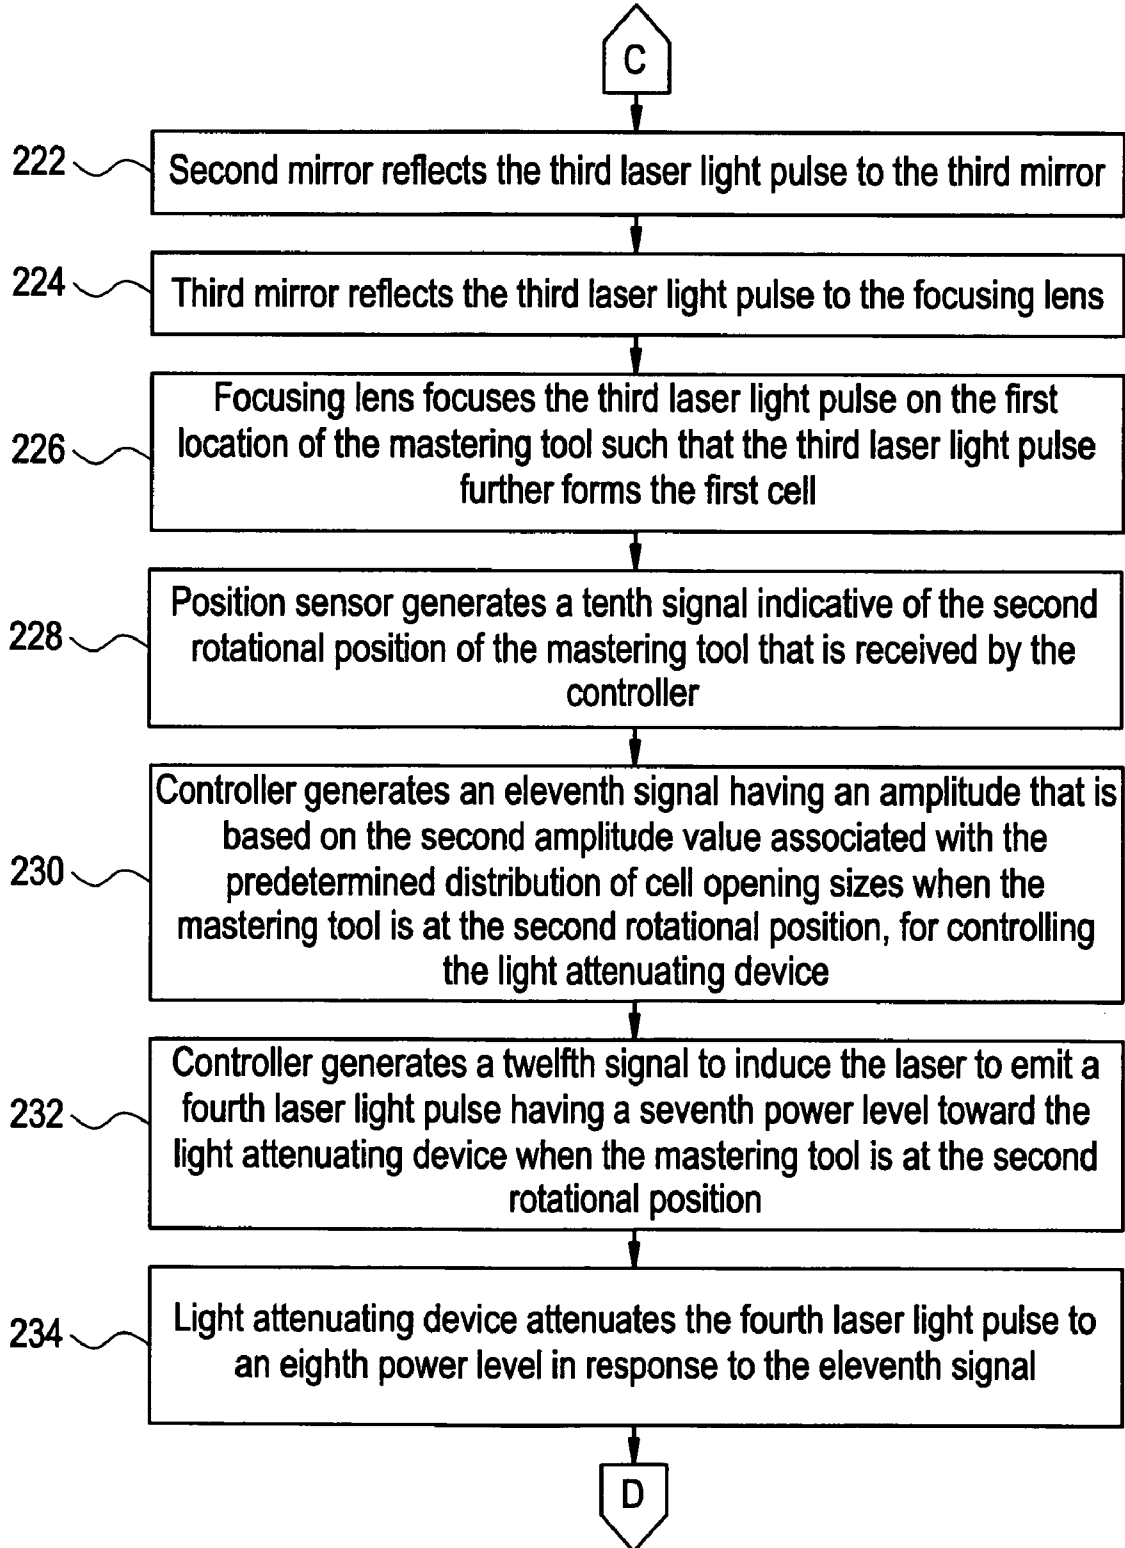 C
222
Second mirror reflects the third laser light pulse to the third mirror
224
Third mirror reflects the third laser light pulse to the focusing lens
226
Focusing lens focuses the third laser light pulse on the first
location of the mastering tool such that the third laser light pulse
further forms the first cell
228
Position sensor generates a tenth signal indicative of the second
rotational position of the mastering tool that is received by the
controller
230
Controller generates an eleventh signal having an amplitude that is
based on the second amplitude value associated with the
predetermined distribution of cell opening sizes when the
mastering tool is at the second rotational position, for controlling
the light attenuating device
232
Controller generates a twelfth signal to induce the laser to emit a
fourth laser light pulse having a seventh power level toward the
light attenuating device when the mastering tool is at the second
rotational position
234
Light attenuating device attenuates the fourth laser light pulse to
an eighth power level in response to the eleventh signal
D